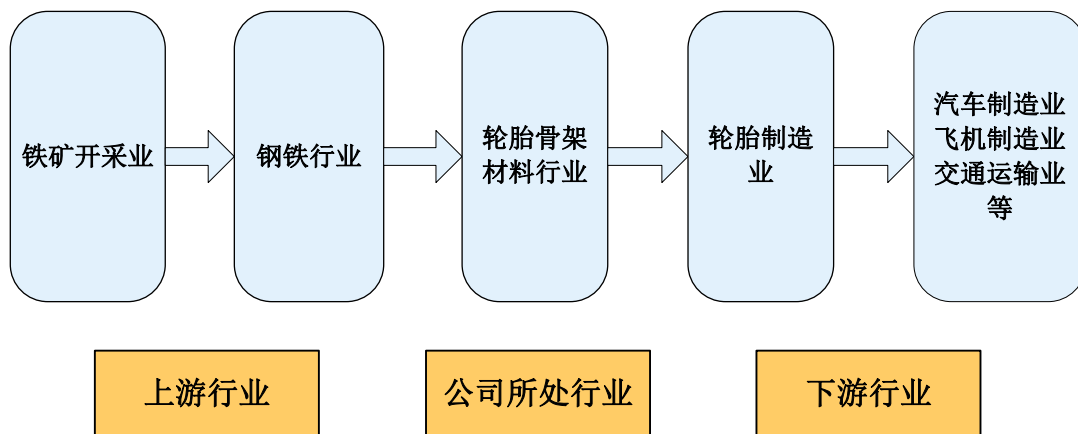 铁矿开采业
钢铁行业
轮胎骨架
材料行业
轮胎制造
业
汽车制造业
飞机制造业
交通运输业
等
上游行业
公司所处行业
下游行业